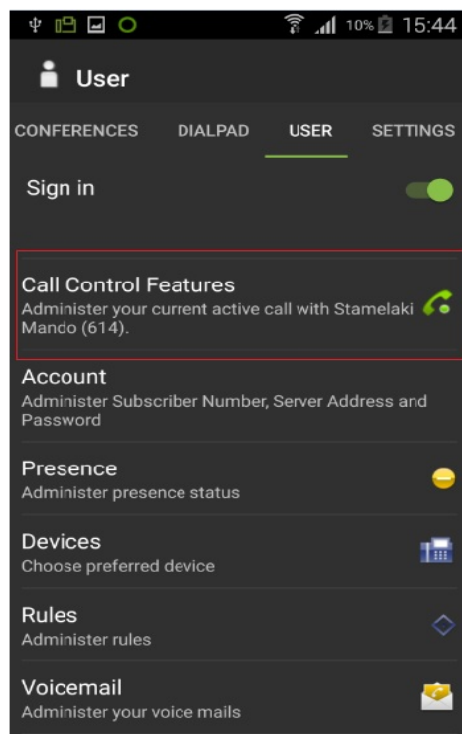 10% 15:44
User
CONFERENCES DIALPAD USER SETTINGS
Sign in
Call Control Features
Administer your current active call with Stamelaki
Mando (614).
Account
Administer Subscriber Number, Server Address and
Password
Presence
Administer presence status
Devices
Choose preferred device
Rules
Administer rules
Voicemail
Administer your voice mails